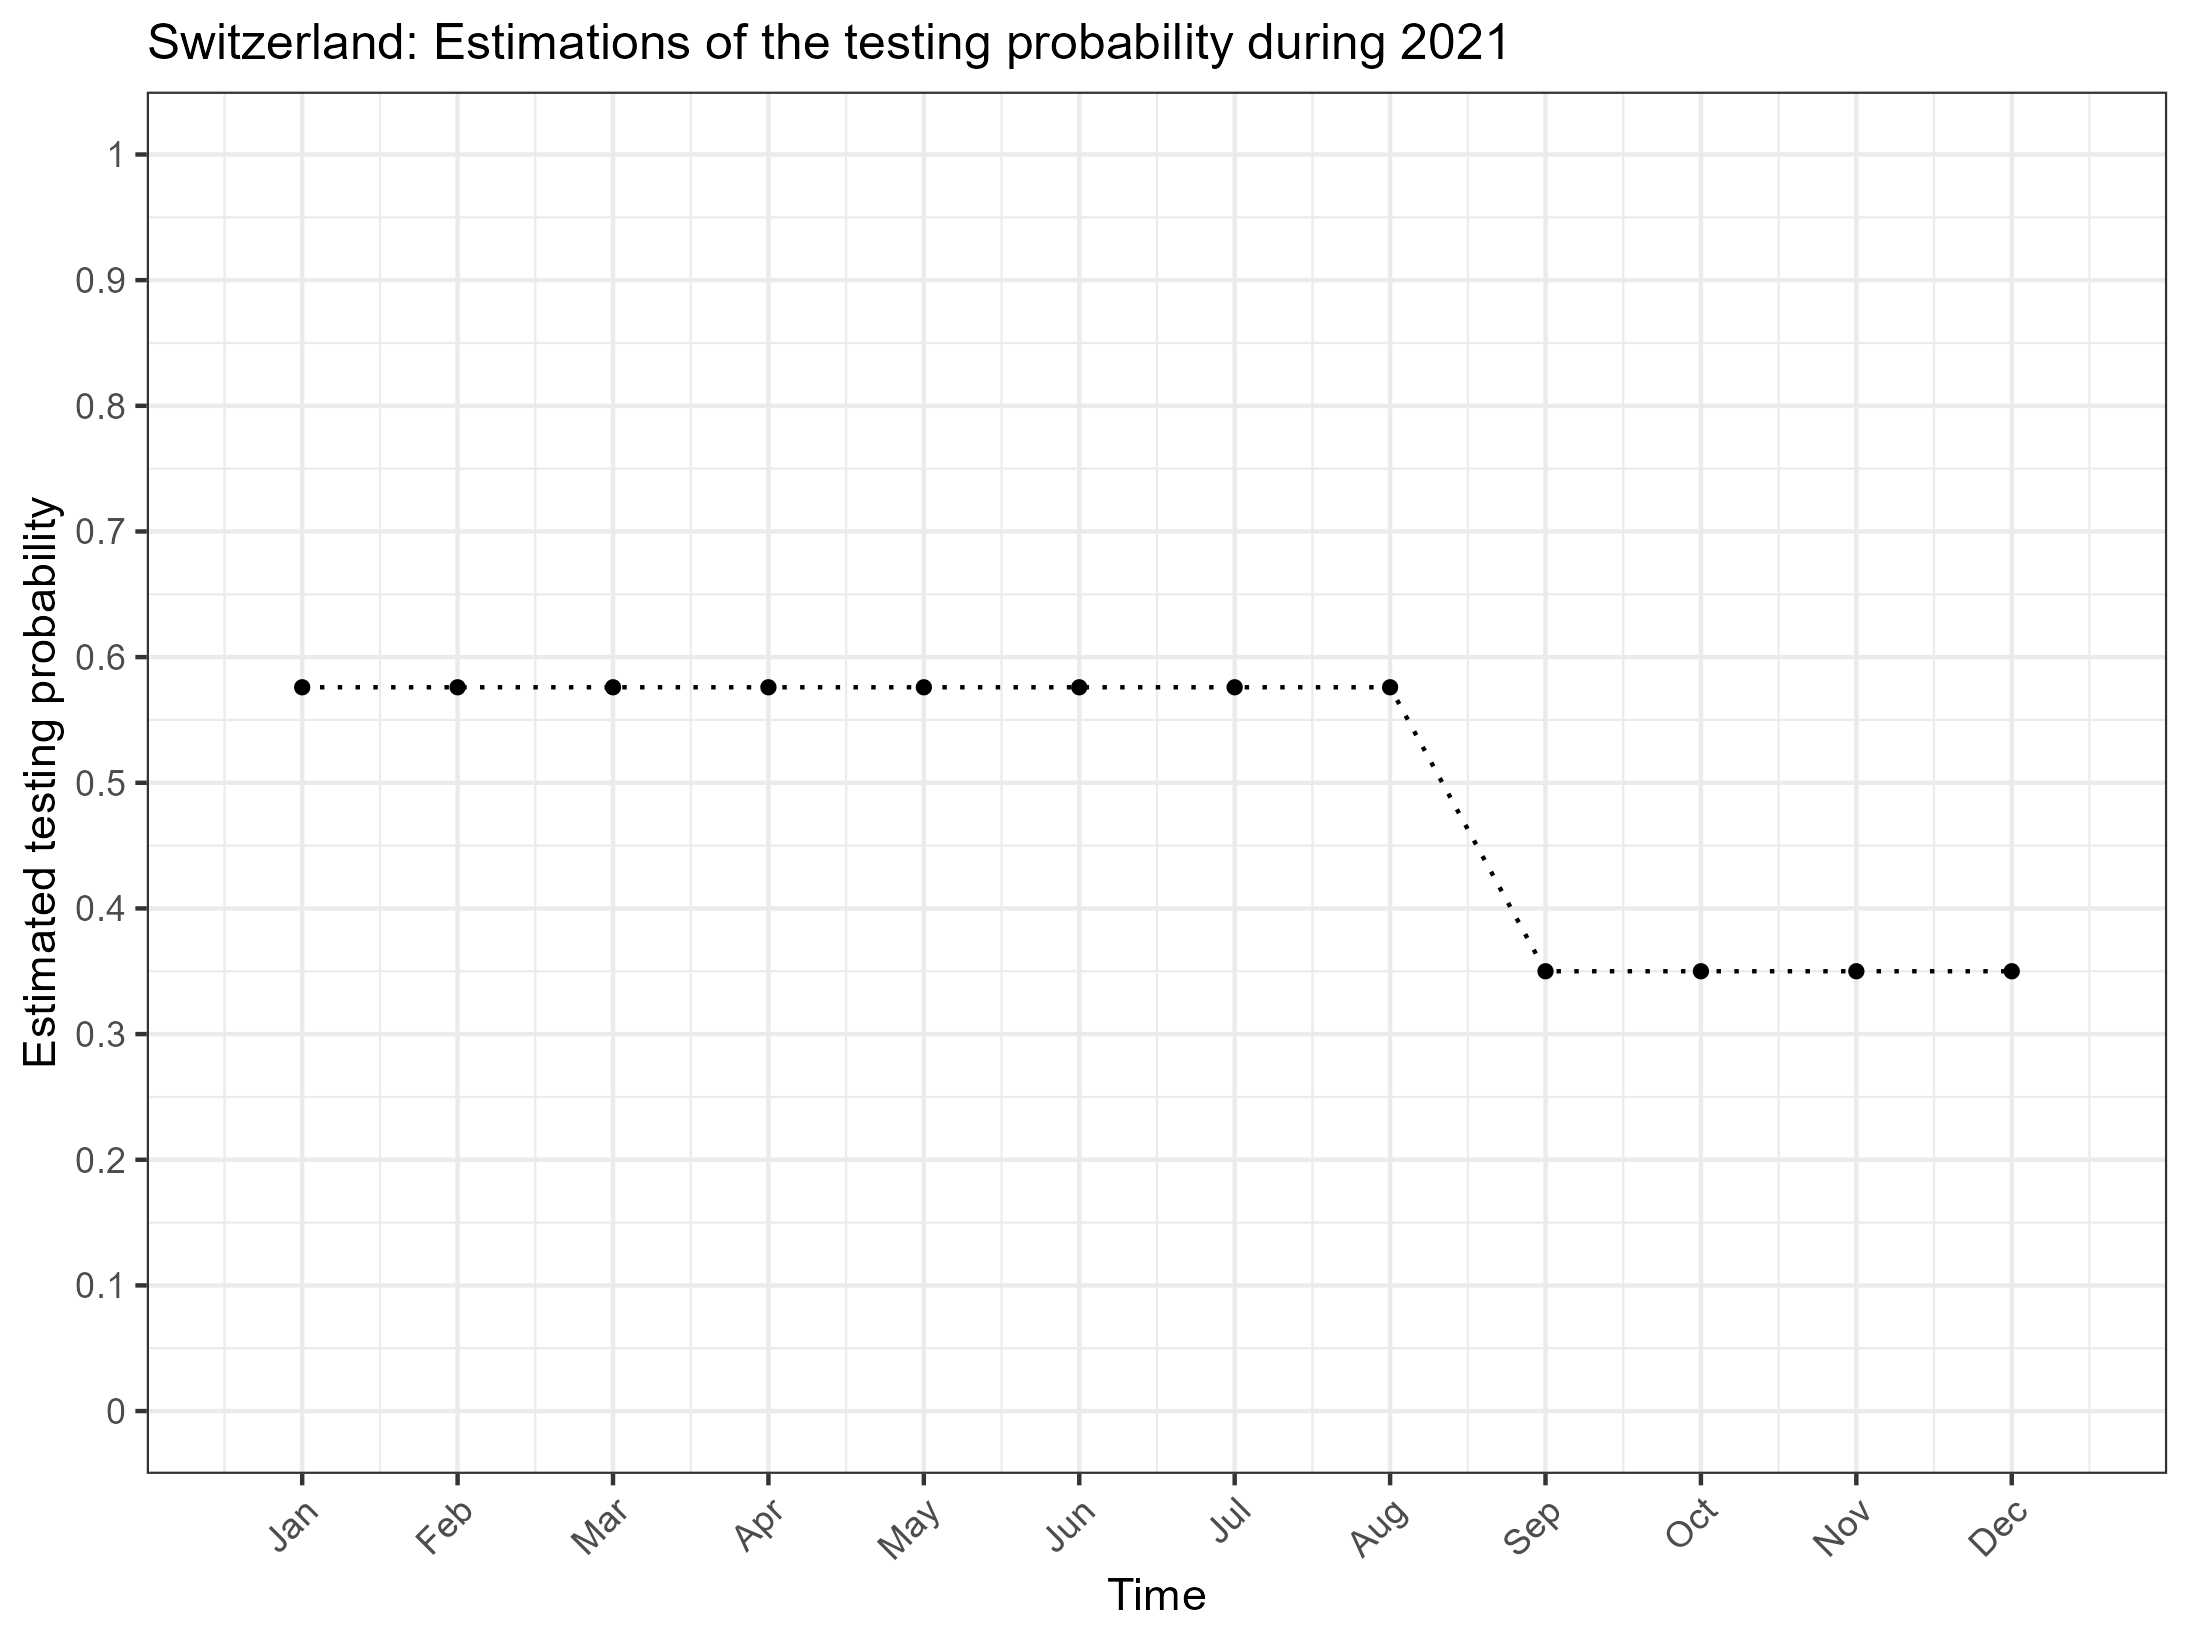 Switzerland: Estimations of the testing probability during 2021
Estimated testing probability
1
0.9
0.8
0.7
0.6
0.5
0.4
0.3
0.2
0.1
0
Jan Feb Mar Apr May Jun Jul Aug Sep Oct Nov Dec
Time